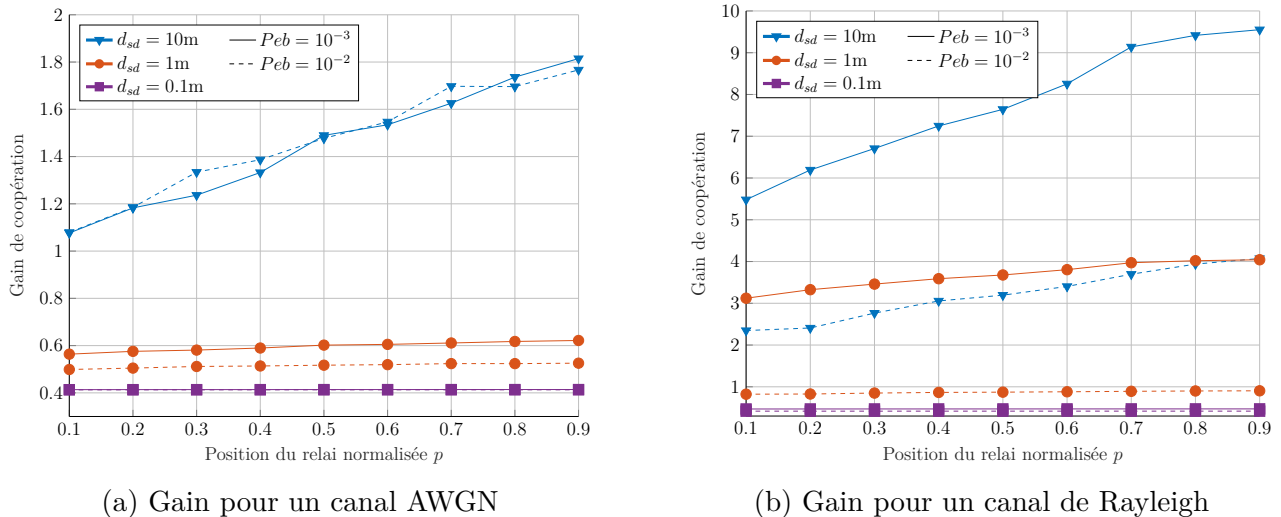 2
1.8
1.6
1.4
1.2
1
0.8
0.6
0.4
Gain de coopération
d_sd = 10m
d_sd = 1m
d_sd = 0.1m
Peb = 10^−3
Peb = 10^−2
0.1 0.2 0.3 0.4 0.5 0.6 0.7 0.8 0.9
Position du relai normalisée p
(a) Gain pour un canal AWGN
10
9
8
7
6
5
4
3
2
1
Gain de coopération
d_sd = 10m
d_sd = 1m
d_sd = 0.1m
Peb = 10^−3
Peb = 10^−2
0.1 0.2 0.3 0.4 0.5 0.6 0.7 0.8 0.9
Position du relai normalisée p
(b) Gain pour un canal de Rayleigh